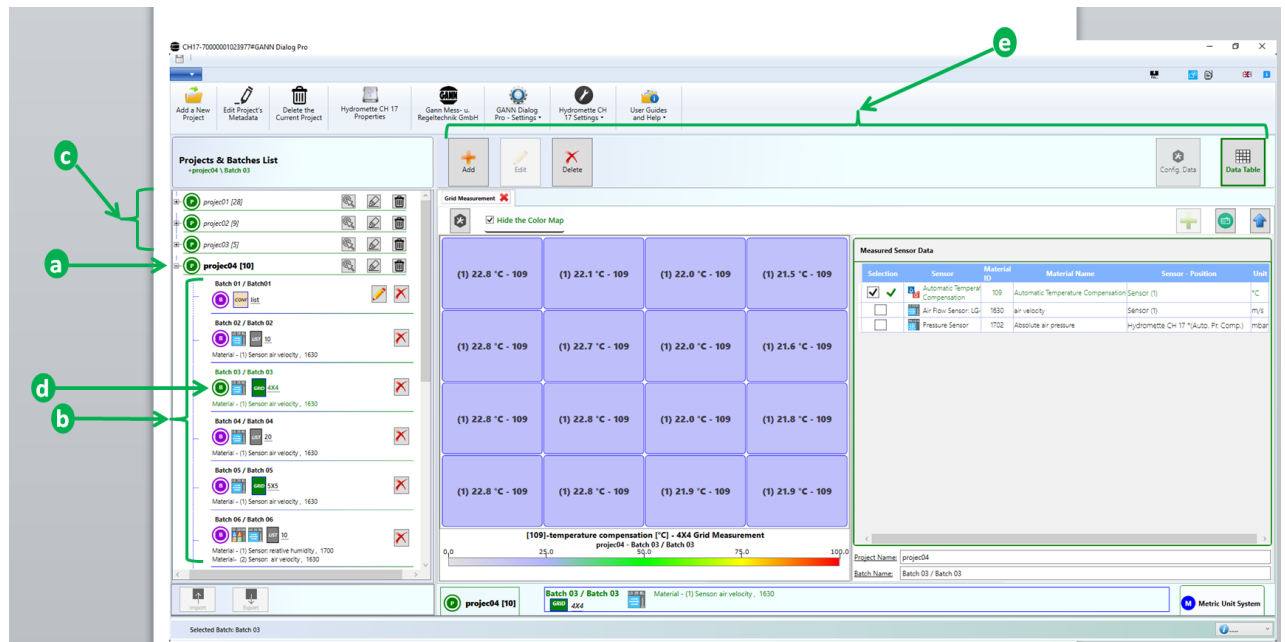 e
CH17-70000001023977#GANN Dialog Pro
Add a New
Project
Edit Project's
Metadata
Delete the
Current Project
Hydromette CH 17
Properties
GANN
Gann Mess- u.
Regeltechnik GmbH
GANN Dialog
Pro - Settings
Hydromette CH
17 Settings
User Guides
and Help
c
Projects & Batches List
+projec04 \ Batch 03
Add
Edit
Delete
Config. Data
Data Table
P projec01 [28]
P projec02 [9]
P projec03 [5]
a
P projec04 [10]
Batch 01 / Batch01
B CONF list
Batch 02 / Batch 02
B LIST 10
Material - (1) Sensor: air velocity , 1630
d
Batch 03 / Batch 03
B GRID 4X4
Material - (1) Sensor: air velocity , 1630
b
Batch 04 / Batch 04
B LIST 20
Material - (1) Sensor: air velocity , 1630
Batch 05 / Batch 05
B GRID 5X5
Material - (1) Sensor: air velocity , 1630
Batch 06 / Batch 06
B LIST 10
Material - (1) Sensor: relative humidity , 1700
Material- (2) Sensor: air velocity , 1630
Import
Export
Grid Measurement
Hide the Color Map
(1) 22.8 °C - 109 (1) 22.1 °C - 109 (1) 22.0 °C - 109 (1) 21.5 °C - 109
(1) 22.8 °C - 109 (1) 22.7 °C - 109 (1) 22.0 °C - 109 (1) 21.6 °C - 109
(1) 22.8 °C - 109 (1) 22.8 °C - 109 (1) 22.0 °C - 109 (1) 21.8 °C - 109
(1) 22.8 °C - 109 (1) 22.8 °C - 109 (1) 21.9 °C - 109 (1) 21.9 °C - 109
[109]-temperature compensation [°C] - 4X4 Grid Measurement
projec04 - Batch 03 / Batch 03
0,0 25.0 50.0 75.0 100.0
Measured Sensor Data
Selection Sensor Material ID Material Name Sensor - Position Unit
Automatic Temperat
Compensation 109 Automatic Temperature Compensation Sensor (1) °C
Air Flow Sensor: LG- 1630 air velocity Sensor (1) m/s
Pressure Sensor 1702 Absolute air pressure Hydromette CH 17 *(Auto. Pr. Comp.) mbar
Project Name: projec04
Batch Name: Batch 03 / Batch 03
P projec04 [10]
Batch 03 / Batch 03 Material - (1) Sensor: air velocity , 1630
GRID 4X4
M Metric Unit System
Selected Batch: Batch 03